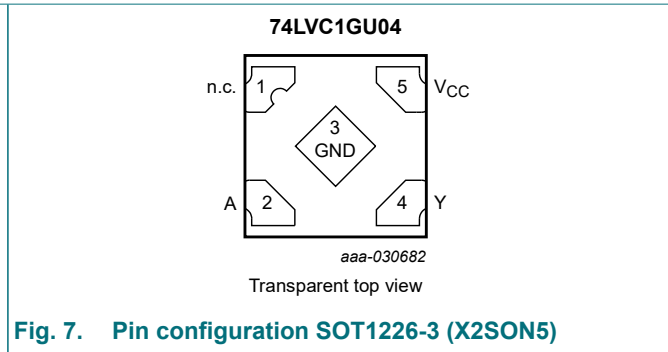 74LVC1GU04
n.c. 1 5 VCC
3
GND
A 2 4 Y
aaa-030682
Transparent top view
Fig. 7. Pin configuration SOT1226-3 (X2SON5)